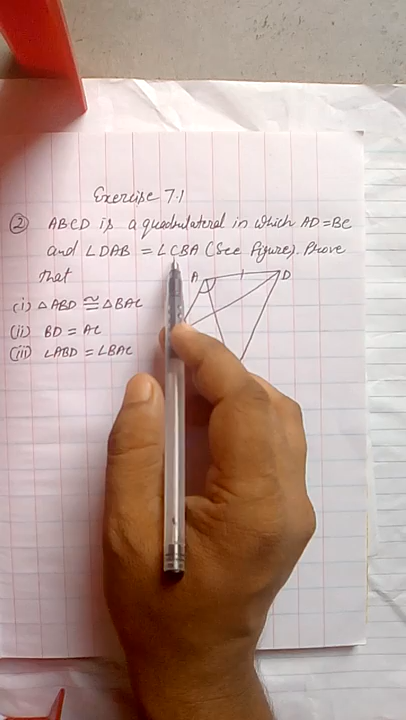 Exercise 7.1
② ABCD is a quadrulateral in which AD = BC
and ∠DAB = ∠CBA (See figure). Prove
that
A D
(i) △ABD ≅ △BAC
(ii) BD = AC
(iii) ∠ABD = ∠BAC